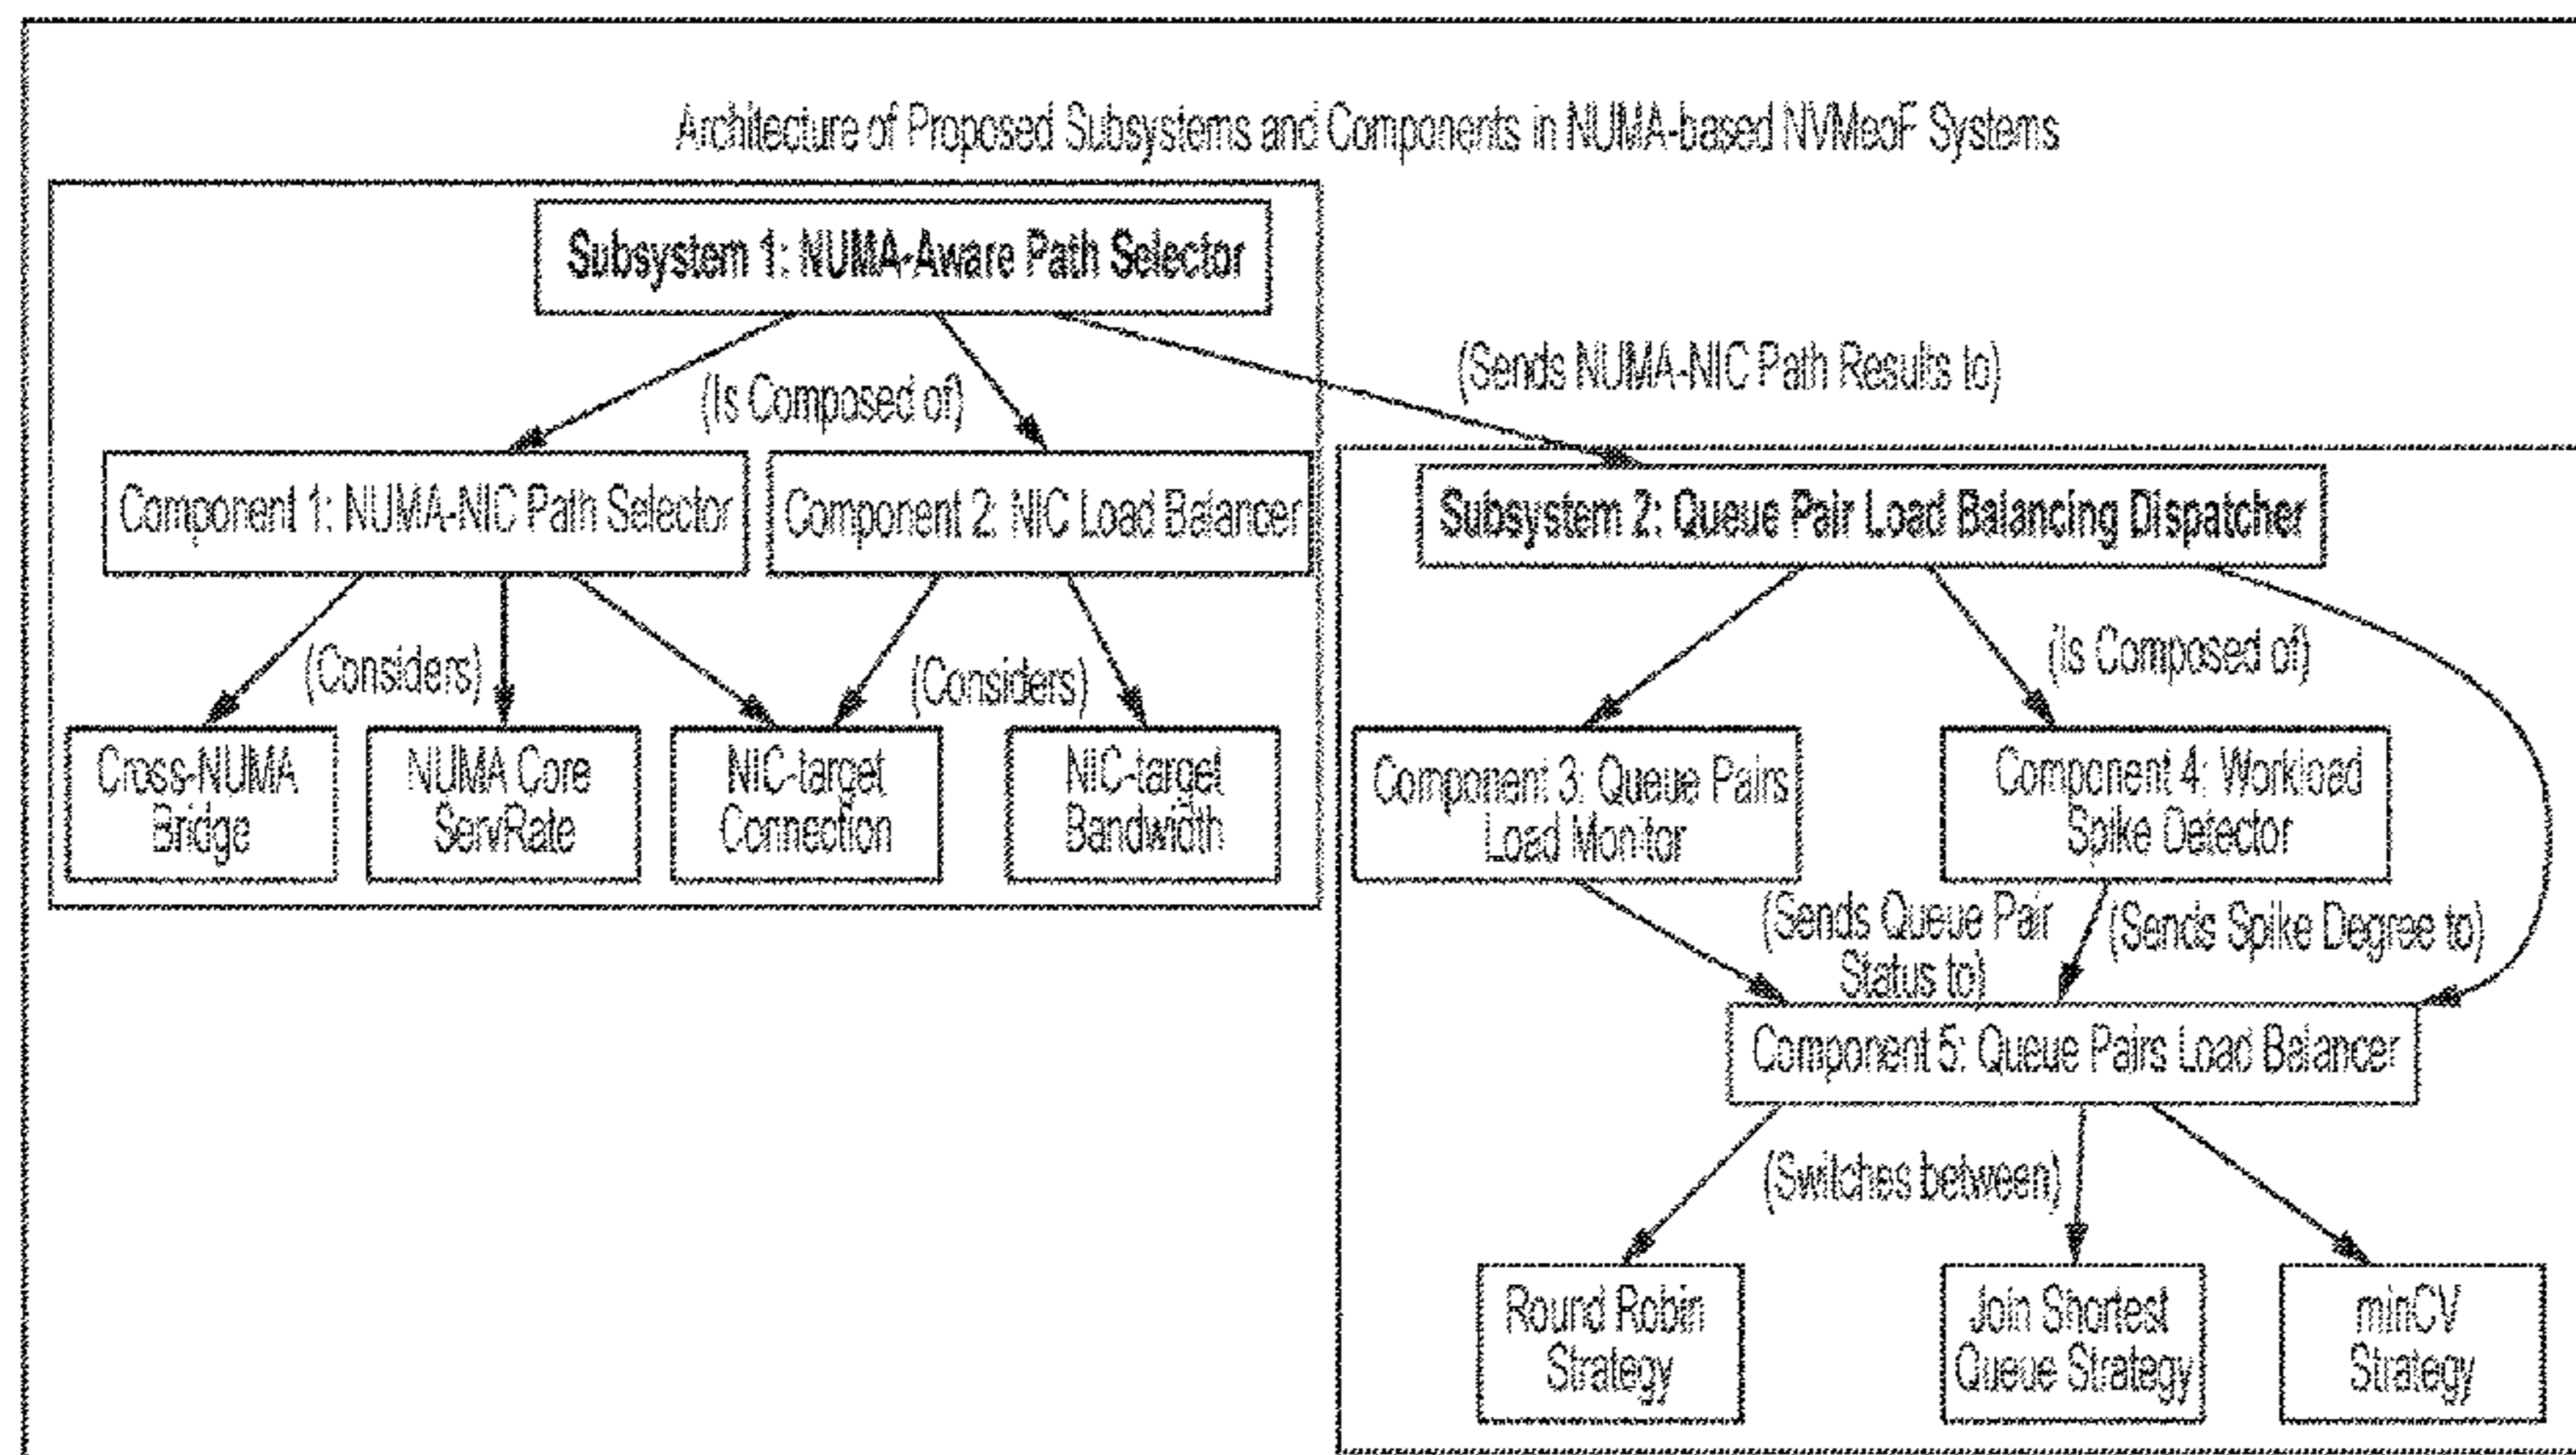 Architecture of Proposed Subsystems and Components in NUMA-based NVMeoF Systems
Subsystem 1: NUMA-Aware Path Selector
(Is Composed of)
(Sends NUMA-NIC Path Results to)
Component 1: NUMA-NIC Path Selector
Component 2: NIC Load Balancer
(Considers)
(Considers)
Cross-NUMA
Bridge
NUMA Core
ServRate
NIC-target
Connection
NIC-target
Bandwidth
Subsystem 2: Queue Pair Load Balancing Dispatcher
(Is Composed of)
Component 3: Queue Pairs
Load Monitor
Component 4: Workload
Spike Detector
(Sends Queue Pair
Status to)
(Sends Spike Degree to)
Component 5: Queue Pairs Load Balancer
(Switches between)
Round Robin
Strategy
Join Shortest
Queue Strategy
minCV
Strategy